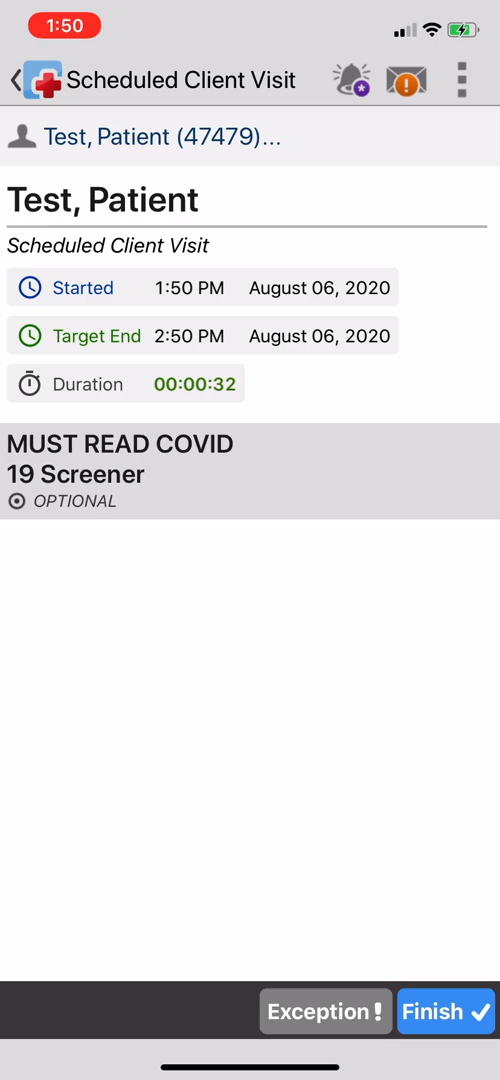 1:50
Scheduled Client Visit
Test, Patient (47479)...
Test, Patient
Scheduled Client Visit
Started 1:50 PM August 06, 2020
Target End 2:50 PM August 06, 2020
Duration 00:00:32
MUST READ COVID
19 Screener
OPTIONAL
Exception! Finish